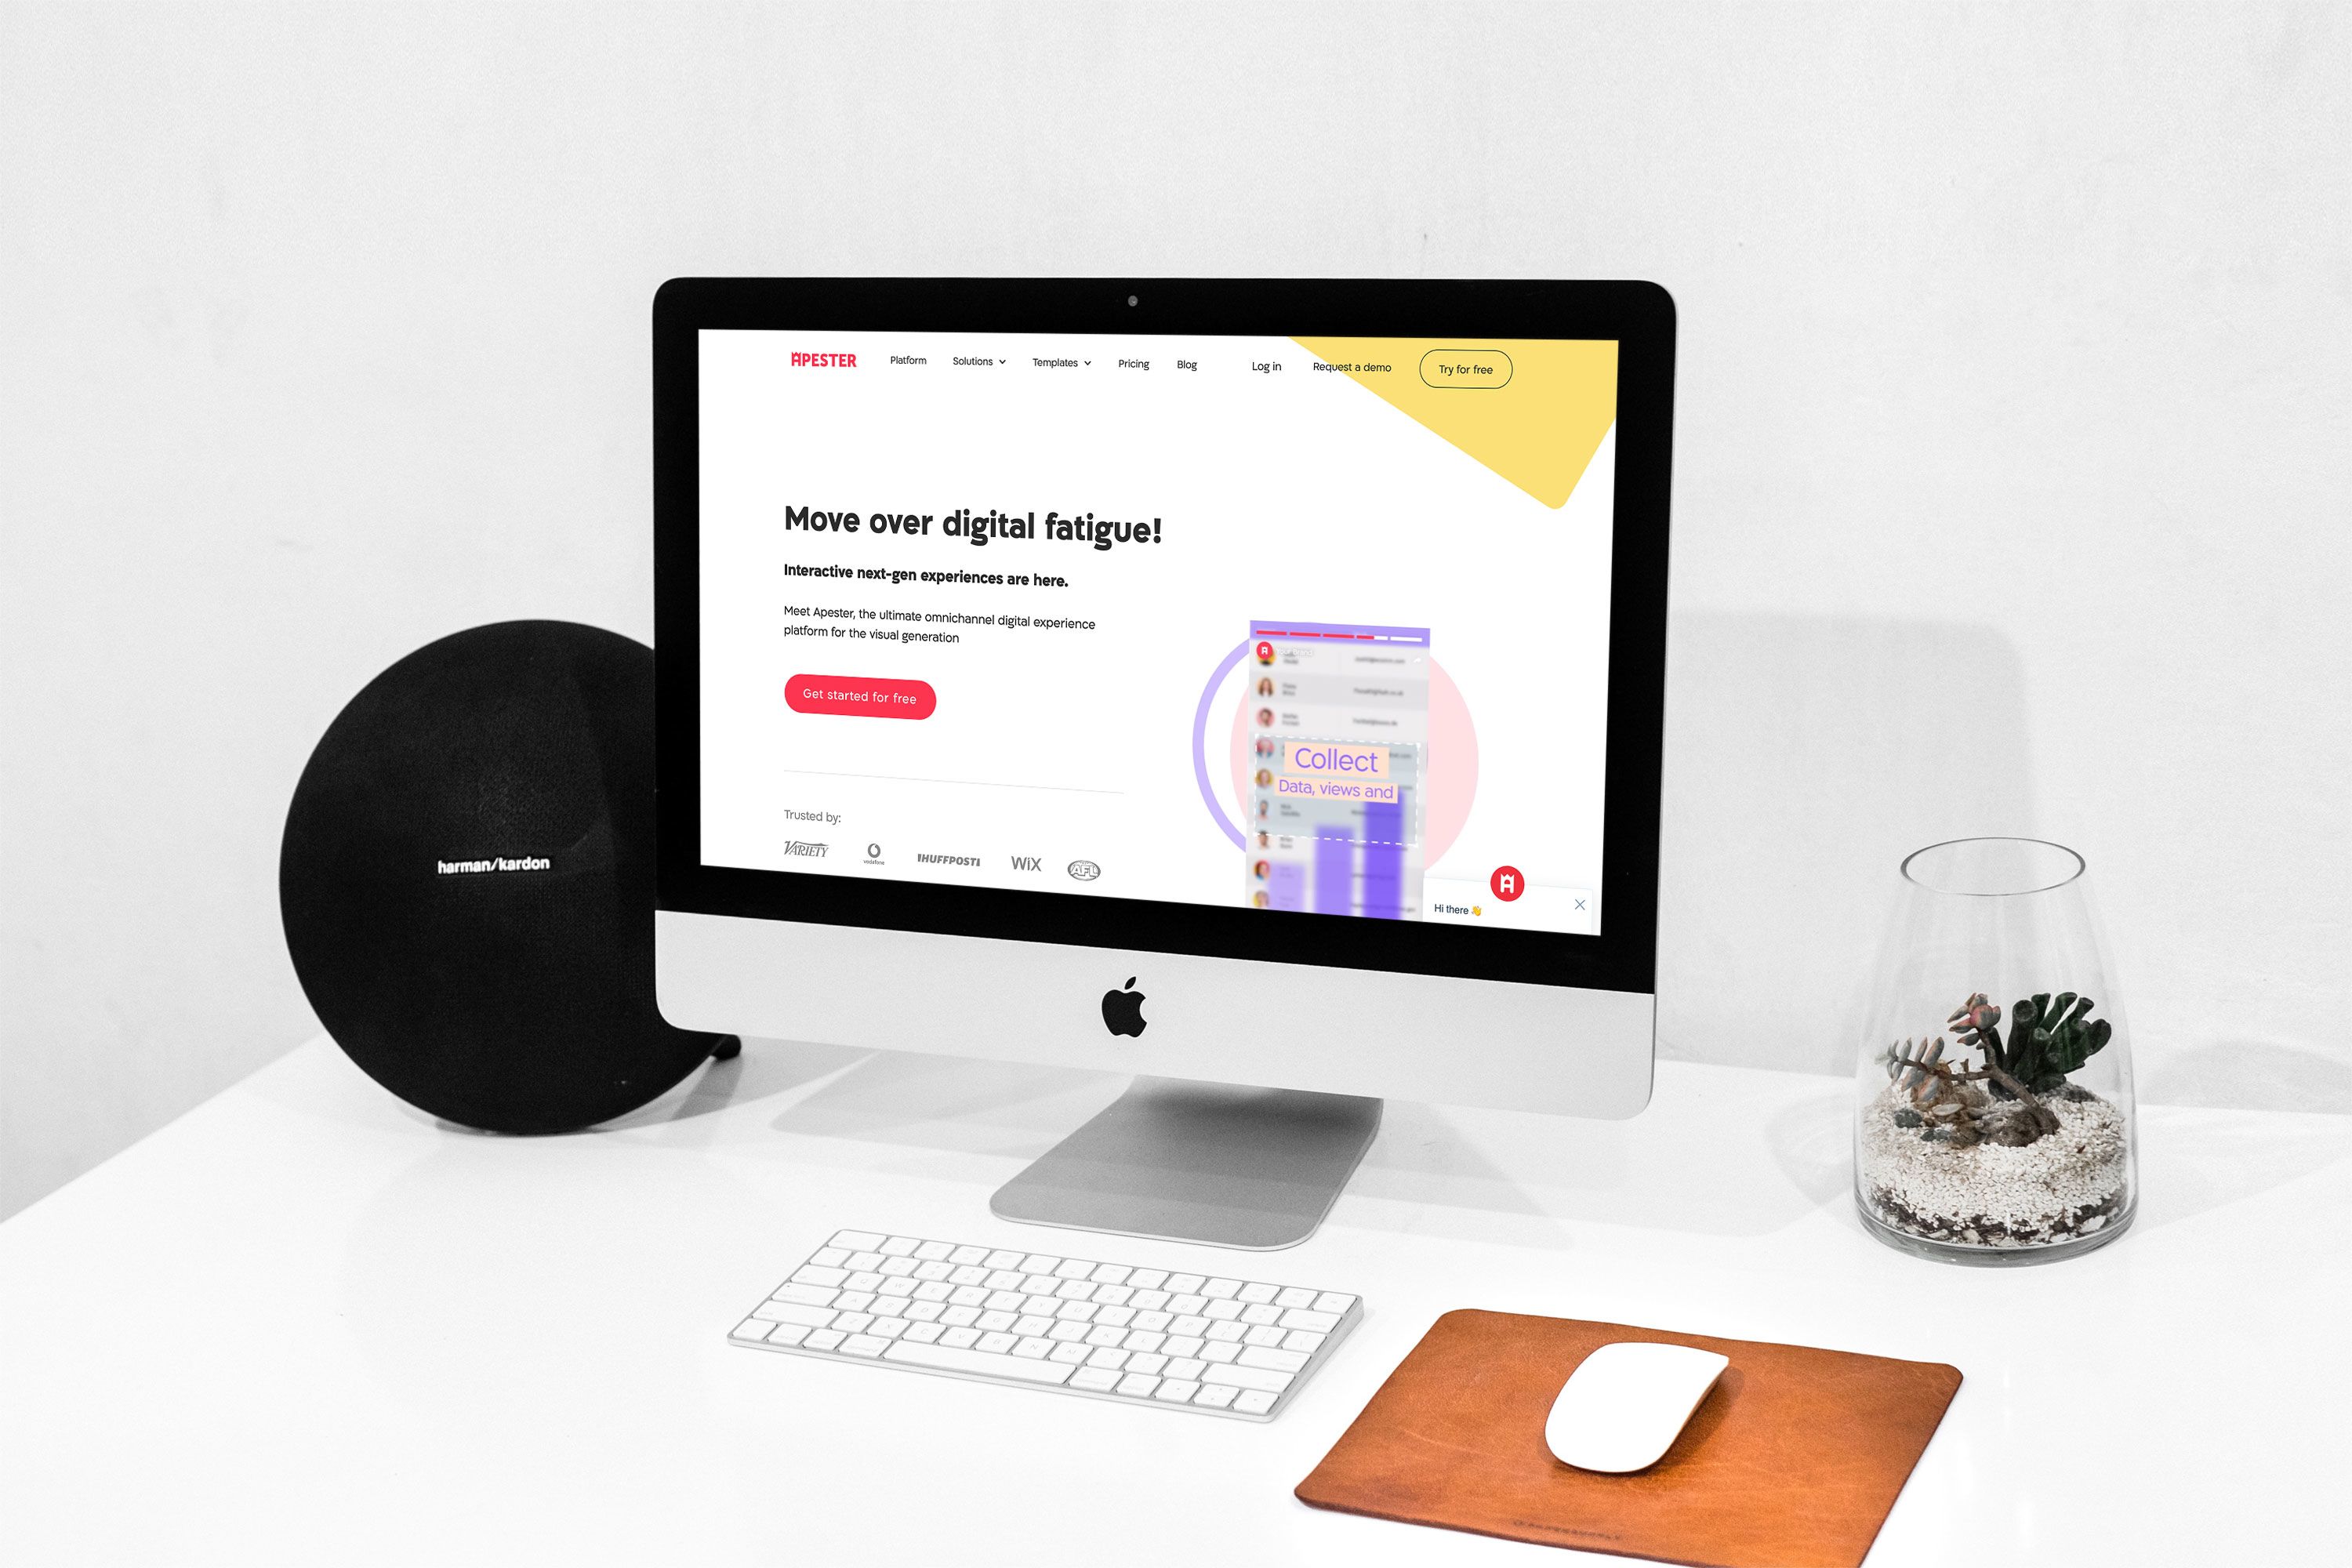 APESTER
Platform
Solutions
Templates
Pricing
Blog
Log in
Request a demo
Try for free
Move over digital fatigue!
Interactive next-gen experiences are here.
Meet Apester, the ultimate omnichannel digital experience
platform for the visual generation
Get started for free
Trusted by:
VARIETY
vodafone
IHUFFPOSTI
WiX
AFL
Collect
Data, views and
Hi there 👋
harman/kardon